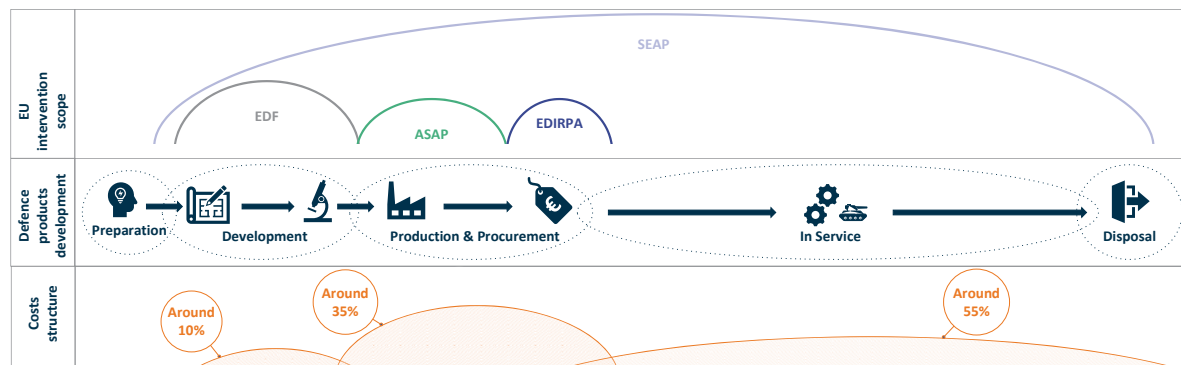 EU
intervention
scope
SEAP
EDF
ASAP
EDIRPA
Defence
products
development
Preparation
Development
Production & Procurement
€
In Service
Disposal
Costs
structure
Around
10%
Around
35%
Around
55%